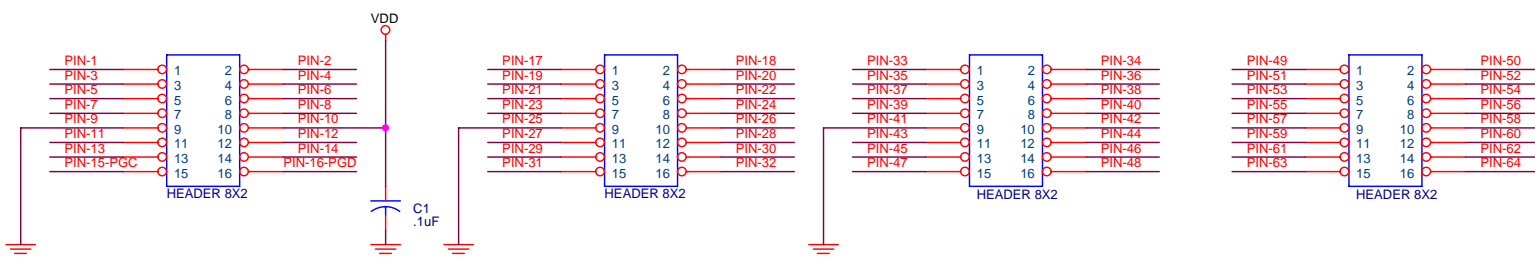 VDD
PIN-1 1 2 PIN-2
PIN-3 3 4 PIN-4
PIN-5 5 6 PIN-6
PIN-7 7 8 PIN-8
PIN-9 9 10 PIN-10
PIN-11 11 12 PIN-12
PIN-13 13 14 PIN-14
PIN-15-PGC 15 16 PIN-16-PGD
HEADER 8X2
C1
.1uF
PIN-17 1 2 PIN-18
PIN-19 3 4 PIN-20
PIN-21 5 6 PIN-22
PIN-23 7 8 PIN-24
PIN-25 9 10 PIN-26
PIN-27 11 12 PIN-28
PIN-29 13 14 PIN-30
PIN-31 15 16 PIN-32
HEADER 8X2
PIN-33 1 2 PIN-34
PIN-35 3 4 PIN-36
PIN-37 5 6 PIN-38
PIN-39 7 8 PIN-40
PIN-41 9 10 PIN-42
PIN-43 11 12 PIN-44
PIN-45 13 14 PIN-46
PIN-47 15 16 PIN-48
HEADER 8X2
PIN-49 1 2 PIN-50
PIN-51 3 4 PIN-52
PIN-53 5 6 PIN-54
PIN-55 7 8 PIN-56
PIN-57 9 10 PIN-58
PIN-59 11 12 PIN-60
PIN-61 13 14 PIN-62
PIN-63 15 16 PIN-64
HEADER 8X2